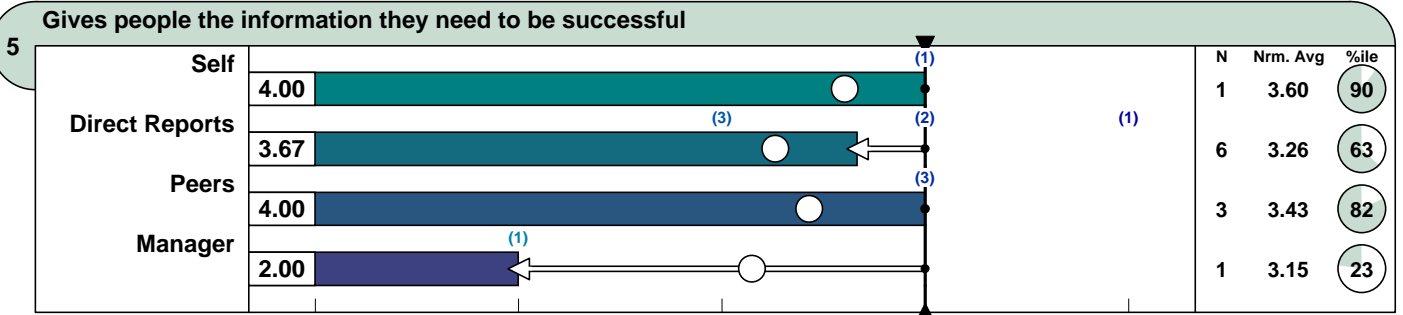 Gives people the information they need to be successful
5
N Nrm. Avg %ile
Self (1)
4.00 1 3.60 90
Direct Reports (3) (2) (1)
3.67 6 3.26 63
Peers (3)
4.00 3 3.43 82
Manager (1)
2.00 1 3.15 23